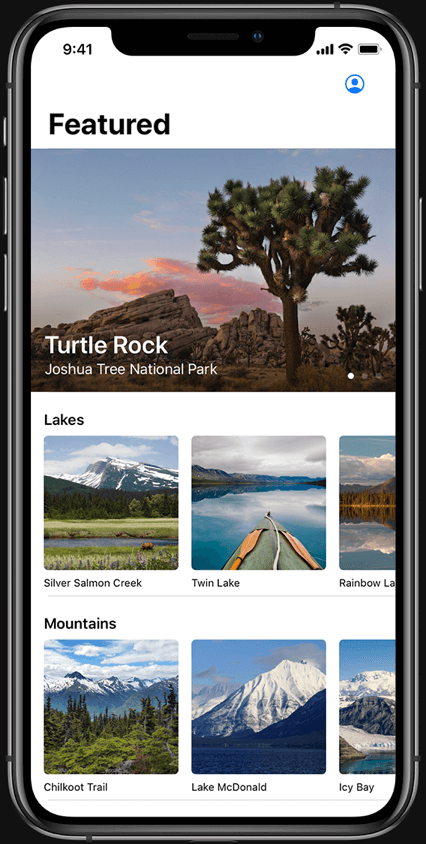 9:41
Featured
Turtle Rock
Joshua Tree National Park
Lakes
Silver Salmon Creek
Twin Lake
Rainbow La
Mountains
Chilkoot Trail
Lake McDonald
Icy Bay